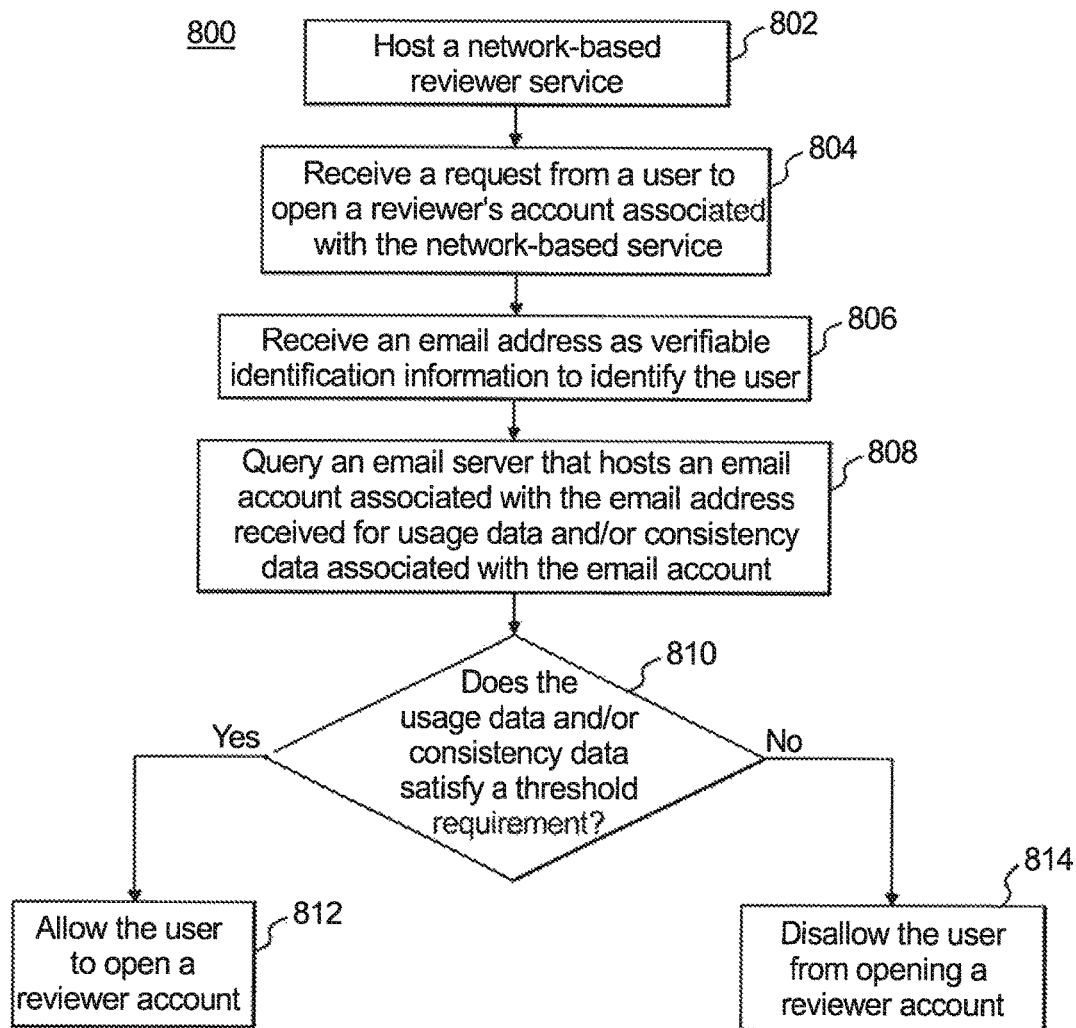 800
802
Host a network-based
reviewer service
804
Receive a request from a user to
open a reviewer's account associated
with the network-based service
806
Receive an email address as verifiable
identification information to identify the user
808
Query an email server that hosts an email
account associated with the email address
received for usage data and/or consistency
data associated with the email account
810
Does the
usage data and/or
consistency data
satisfy a threshold
requirement?
Yes
No
812
Allow the user
to open a
reviewer account
814
Disallow the user
from opening a
reviewer account